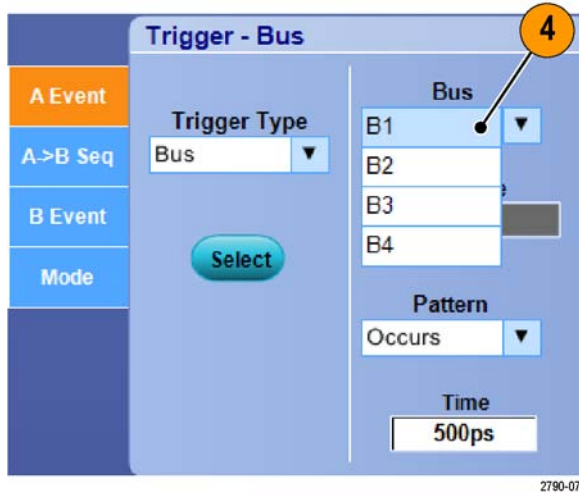 Trigger - Bus
4
A Event
A->B Seq
B Event
Mode
Trigger Type
Bus
Select
Bus
B1
B2
B3
B4
Pattern
Occurs
Time
500ps
2790-07